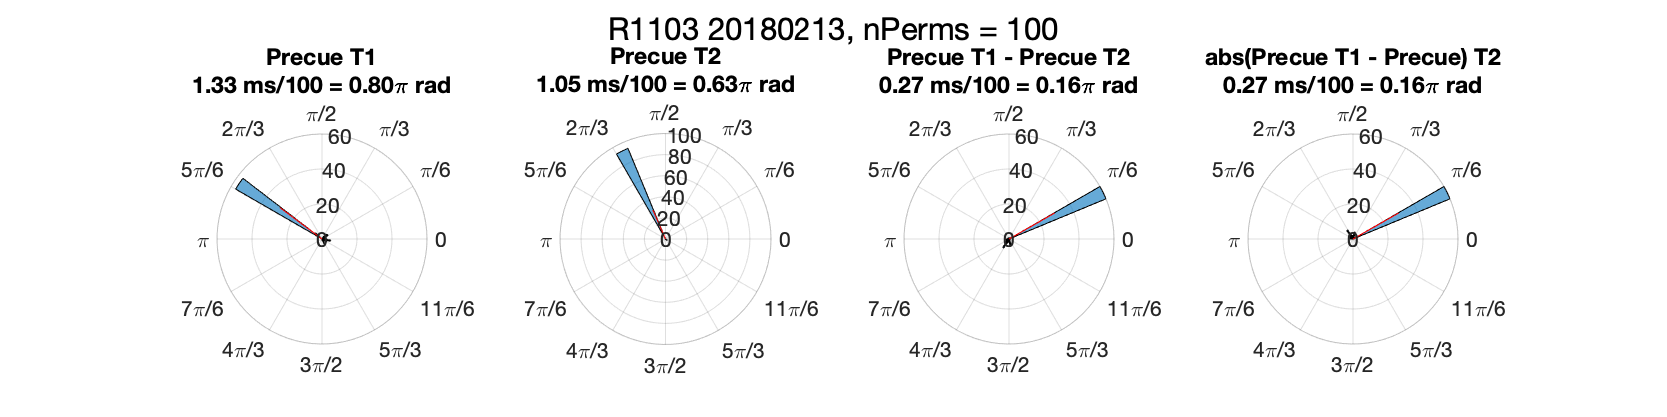 R1103 20180213, nPerms = 100
Precue T1
1.33 ms/100 = 0.80π rad
π/2
2π/3
60
π/3
5π/6
40
π/6
20
π
0
0
7π/6
11π/6
4π/3
5π/3
3π/2
Precue T2
1.05 ms/100 = 0.63π rad
π/2
2π/3
100
π/3
80
5π/6
60
π/6
40
20
π
0
0
7π/6
11π/6
4π/3
5π/3
3π/2
Precue T1 - Precue T2
0.27 ms/100 = 0.16π rad
π/2
2π/3
60
π/3
5π/6
40
π/6
20
π
0
0
7π/6
11π/6
4π/3
5π/3
3π/2
abs(Precue T1 - Precue) T2
0.27 ms/100 = 0.16π rad
π/2
2π/3
60
π/3
5π/6
40
π/6
20
π
0
0
7π/6
11π/6
4π/3
5π/3
3π/2